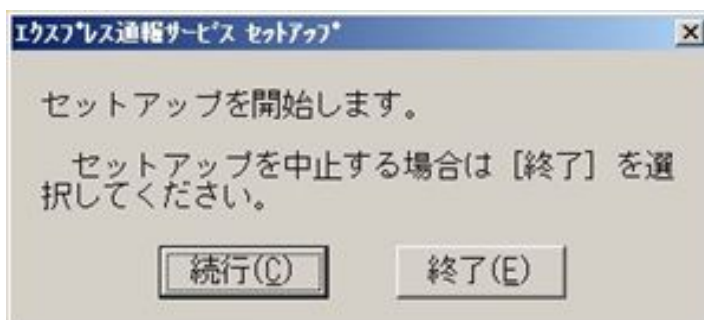 ｴｸｽﾌﾟﾚｽ通報ｻｰﾋﾞｽ ｾｯﾄｱｯﾌﾟ
セットアップを開始します。
　セットアップを中止する場合は［終了］を選
択してください。
続行(C)
終了(E)